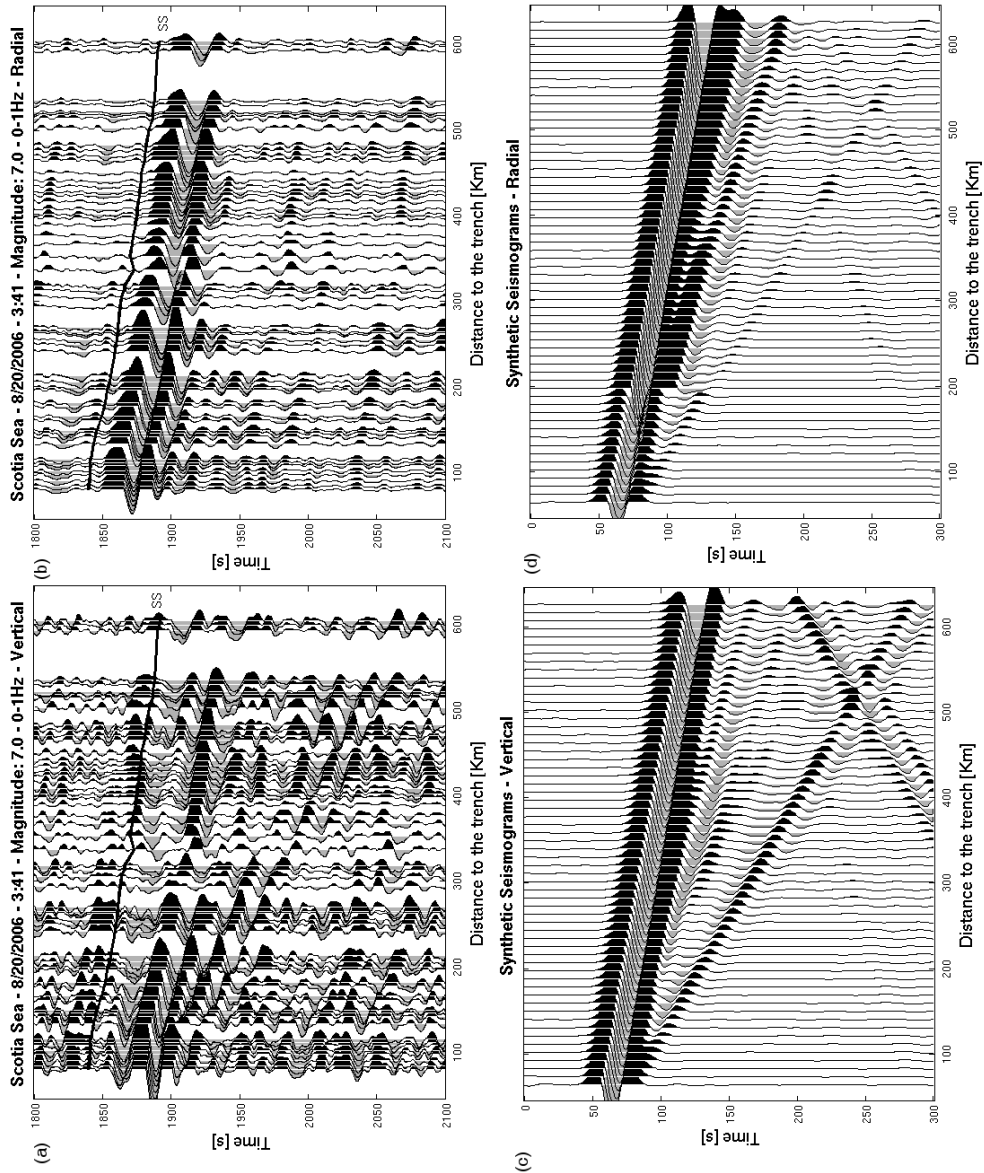 (a)
Scotia Sea - 8/20/2006 - 3:41 - Magnitude: 7.0 - 0-1Hz - Vertical
1800
1850
1900
1950
2000
2050
2100
Time [s]
SS
100
200
300
400
500
600
Distance to the trench [Km]
(b)
Scotia Sea - 8/20/2006 - 3:41 - Magnitude: 7.0 - 0-1Hz - Radial
1800
1850
1900
1950
2000
2050
2100
Time [s]
SS
100
200
300
400
500
600
Distance to the trench [Km]
(c)
Synthetic Seismograms - Vertical
0
50
100
150
200
250
300
Time [s]
100
200
300
400
500
600
Distance to the trench [Km]
(d)
Synthetic Seismograms - Radial
0
50
100
150
200
250
300
Time [s]
100
200
300
400
500
600
Distance to the trench [Km]